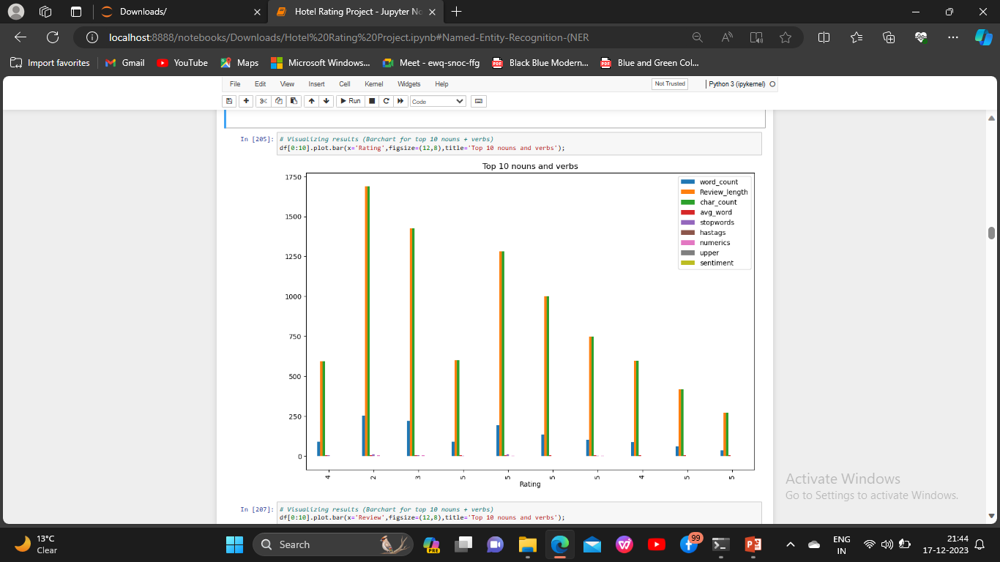 Downloads/
Hotel Rating Project - Jupyter No
localhost:8888/notebooks/Downloads/Hotel%20Rating%20Project.ipynb#Named-Entity-Recognition-(NER
Import favorites
Gmail
YouTube
Maps
Microsoft Windows...
Meet - ewq-snoc-ffg
Black Blue Modern...
Blue and Green Col...
File Edit View Insert Cell Kernel Widgets Help
Not Trusted
Python 3 (ipykernel)
Run
Code
In [205]:
# Visualizing results (Barchart for top 10 nouns + verbs)
df[0:10].plot.bar(x='Rating',figsize=(12,8),title='Top 10 nouns and verbs');
Top 10 nouns and verbs
1750
1500
1250
1000
750
500
250
0
word_count
Review_length
char_count
avg_word
stopwords
hastags
numerics
upper
sentiment
4 2 3 5 5 5 5 4 5 5
Rating
Activate Windows
Go to Settings to activate Windows.
In [207]:
# Visualizing results (Barchart for top 10 nouns + verbs)
df[0:10].plot.bar(x='Review',figsize=(12,8),title='Top 10 nouns and verbs');
13°C
Clear
Search
PRE
99
ENG
IN
21:44
17-12-2023